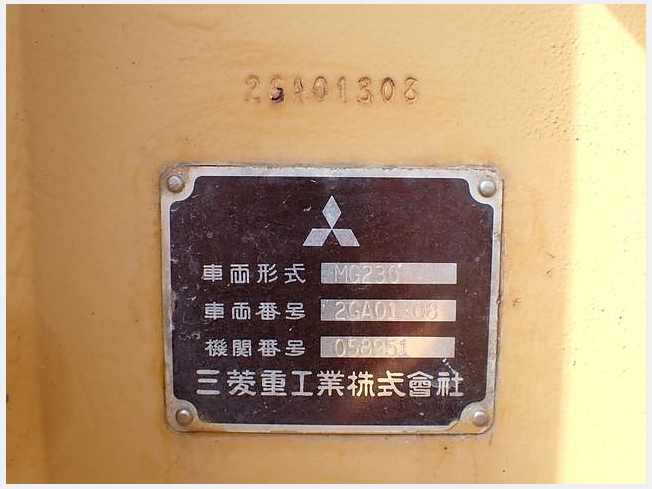 2GA01308
車両形式 MG230
車両番号 2GA01308
機関番号 058951
三菱重工業株式會社